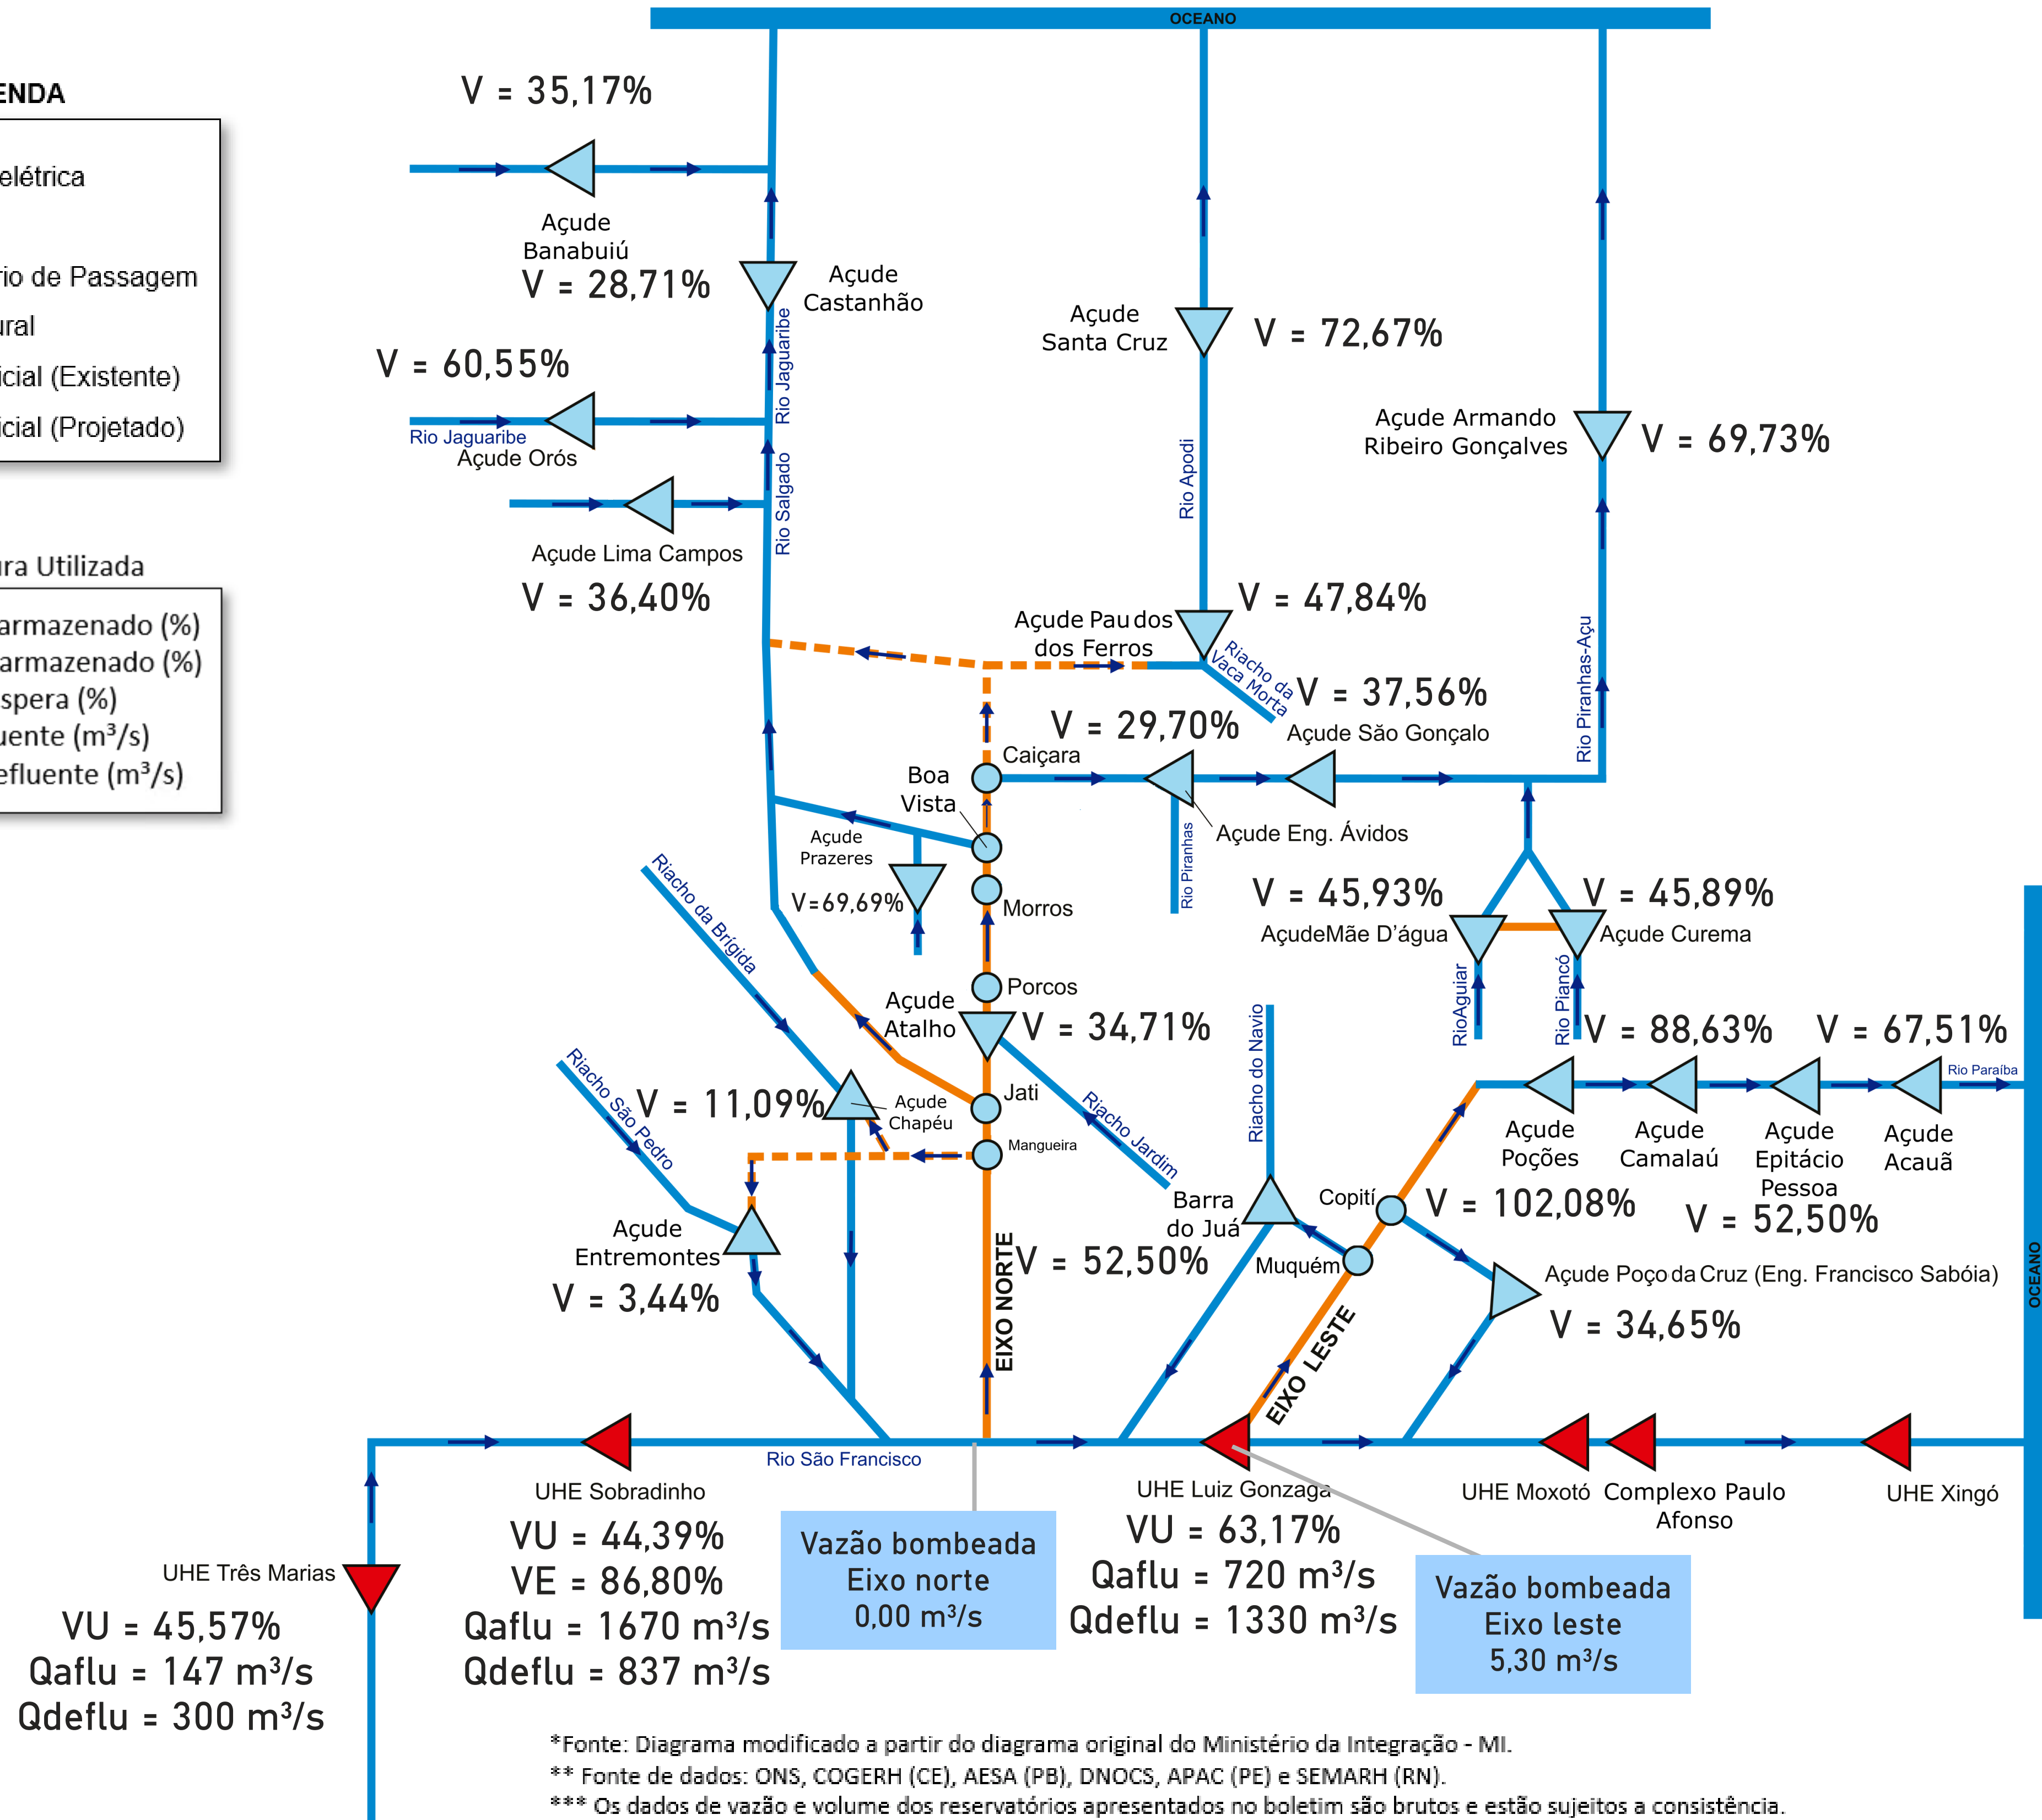 OCEANO
V = 35,17%
ENDA
elétrica
rio de Passagem
ural
icial (Existente)
icial (Projetado)
Açude
Banabuiú
V = 28,71%
Açude
Castanhão
Rio Jaguaribe
V = 60,55%
Rio Jaguaribe
Açude Orós
Rio Salgado
Açude Lima Campos
V = 36,40%
Açude
Santa Cruz
V = 72,67%
Rio Apodi
Açude Armando
Ribeiro Gonçalves
V = 69,73%
ura Utilizada
armazenado (%)
armazenado (%)
spera (%)
uente (m³/s)
efluente (m³/s)
V = 47,84%
Açude Pau dos
dos Ferros
Riacho da
Vaca Morta
V = 37,56%
Açude São Gonçalo
V = 29,70%
Rio Piranhas-Açu
Caiçara
Boa
Vista
Açude Eng. Ávidos
Rio Piranhas
Açude
Prazeres
V=69,69%
Morros
Riacho da Brígida
V = 45,93%
AçudeMãe D'água
V = 45,89%
Açude Curema
RioAguiar
Rio Piancó
Porcos
Açude
Atalho
V = 34,71%
Riacho do Navio
V = 88,63%
V = 67,51%
Rio Paraíba
Riacho São Pedro
V = 11,09%
Açude
Chapéu
Jati
Mangueira
Riacho Jardim
Açude
Poções
Açude
Camalaú
Açude
Epitácio
Pessoa
Açude
Acauã
V = 102,08%
V = 52,50%
Barra
do Juá
Copití
Muquém
V = 52,50%
Açude
Entremontes
V = 3,44%
EIXO NORTE
EIXO LESTE
Açude Poço da Cruz (Eng. Francisco Sabóia)
V = 34,65%
OCEANO
Rio São Francisco
UHE Sobradinho
VU = 44,39%
VE = 86,80%
Qaflu = 1670 m³/s
Qdeflu = 837 m³/s
Vazão bombeada
Eixo norte
0,00 m³/s
UHE Luiz Gonzaga
VU = 63,17%
Qaflu = 720 m³/s
Qdeflu = 1330 m³/s
Vazão bombeada
Eixo leste
5,30 m³/s
UHE Moxotó
Complexo Paulo
Afonso
UHE Xingó
UHE Três Marias
VU = 45,57%
Qaflu = 147 m³/s
Qdeflu = 300 m³/s
*Fonte: Diagrama modificado a partir do diagrama original do Ministério da Integração - MI.
** Fonte de dados: ONS, COGERH (CE), AESA (PB), DNOCS, APAC (PE) e SEMARH (RN).
*** Os dados de vazão e volume dos reservatórios apresentados no boletim são brutos e estão sujeitos a consistência.